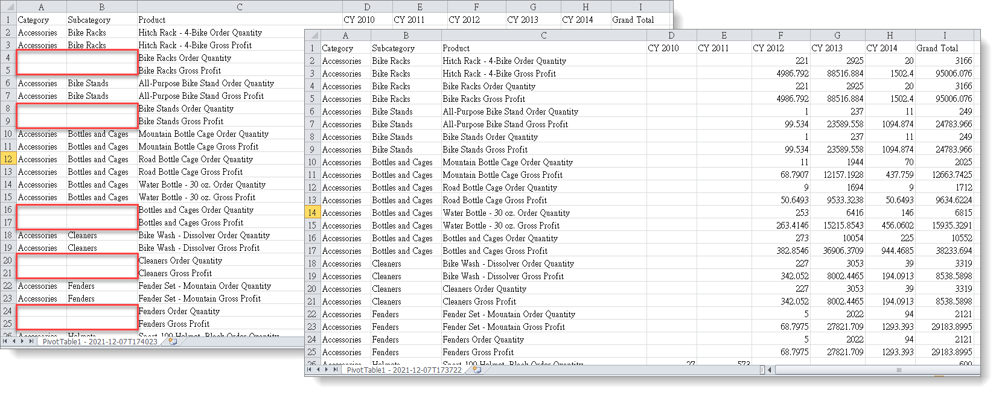 A B C D E F G H I
1 Category Subcategory Product CY 2010 CY 2011 CY 2012 CY 2013 CY 2014 Grand Total
2 Accessories Bike Racks Hitch Rack - 4-Bike Order Quantity
3 Accessories Bike Racks Hitch Rack - 4-Bike Gross Profit
4 Bike Racks Order Quantity
5 Bike Racks Gross Profit
6 Accessories Bike Stands All-Purpose Bike Stand Order Quantity
7 Accessories Bike Stands All-Purpose Bike Stand Gross Profit
8 Bike Stands Order Quantity
9 Bike Stands Gross Profit
10 Accessories Bottles and Cages Mountain Bottle Cage Order Quantity
11 Accessories Bottles and Cages Mountain Bottle Cage Gross Profit
12 Accessories Bottles and Cages Road Bottle Cage Order Quantity
13 Accessories Bottles and Cages Road Bottle Cage Gross Profit
14 Accessories Bottles and Cages Water Bottle - 30 oz. Order Quantity
15 Accessories Bottles and Cages Water Bottle - 30 oz. Gross Profit
16 Bottles and Cages Order Quantity
17 Bottles and Cages Gross Profit
18 Accessories Cleaners Bike Wash - Dissolver Order Quantity
19 Accessories Cleaners Bike Wash - Dissolver Gross Profit
20 Cleaners Order Quantity
21 Cleaners Gross Profit
22 Accessories Fenders Fender Set - Mountain Order Quantity
23 Accessories Fenders Fender Set - Mountain Gross Profit
24 Fenders Order Quantity
25 Fenders Gross Profit
26 Accessories Helmets Sport-100 Helmet, Black Order Quantity
PivotTable1 - 2021-12-07T174023
A B C D E F G H I
1 Category Subcategory Product CY 2010 CY 2011 CY 2012 CY 2013 CY 2014 Grand Total
2 Accessories Bike Racks Hitch Rack - 4-Bike Order Quantity 221 2925 20 3166
3 Accessories Bike Racks Hitch Rack - 4-Bike Gross Profit 4986.792 88516.884 1502.4 95006.076
4 Accessories Bike Racks Bike Racks Order Quantity 221 2925 20 3166
5 Accessories Bike Racks Bike Racks Gross Profit 4986.792 88516.884 1502.4 95006.076
6 Accessories Bike Stands All-Purpose Bike Stand Order Quantity 1 237 11 249
7 Accessories Bike Stands All-Purpose Bike Stand Gross Profit 99.534 23589.558 1094.874 24783.966
8 Accessories Bike Stands Bike Stands Order Quantity 1 237 11 249
9 Accessories Bike Stands Bike Stands Gross Profit 99.534 23589.558 1094.874 24783.966
10 Accessories Bottles and Cages Mountain Bottle Cage Order Quantity 11 1944 70 2025
11 Accessories Bottles and Cages Mountain Bottle Cage Gross Profit 68.7907 12157.1928 437.759 12663.7425
12 Accessories Bottles and Cages Road Bottle Cage Order Quantity 9 1694 9 1712
13 Accessories Bottles and Cages Road Bottle Cage Gross Profit 50.6493 9533.3238 50.6493 9634.6224
14 Accessories Bottles and Cages Water Bottle - 30 oz. Order Quantity 253 6416 146 6815
15 Accessories Bottles and Cages Water Bottle - 30 oz. Gross Profit 263.4146 15215.8543 456.0602 15935.3291
16 Accessories Bottles and Cages Bottles and Cages Order Quantity 273 10054 225 10552
17 Accessories Bottles and Cages Bottles and Cages Gross Profit 382.8546 36906.3709 944.4685 38233.694
18 Accessories Cleaners Bike Wash - Dissolver Order Quantity 227 3053 39 3319
19 Accessories Cleaners Bike Wash - Dissolver Gross Profit 342.052 8002.4465 194.0913 8538.5898
20 Accessories Cleaners Cleaners Order Quantity 227 3053 39 3319
21 Accessories Cleaners Cleaners Gross Profit 342.052 8002.4465 194.0913 8538.5898
22 Accessories Fenders Fender Set - Mountain Order Quantity 5 2022 94 2121
23 Accessories Fenders Fender Set - Mountain Gross Profit 68.7975 27821.709 1293.393 29183.8995
24 Accessories Fenders Fenders Order Quantity 5 2022 94 2121
25 Accessories Fenders Fenders Gross Profit 68.7975 27821.709 1293.393 29183.8995
26 Accessories Helmets Sport-100 Helmet, Black Order Quantity 27 573 600
PivotTable1 - 2021-12-07T173722